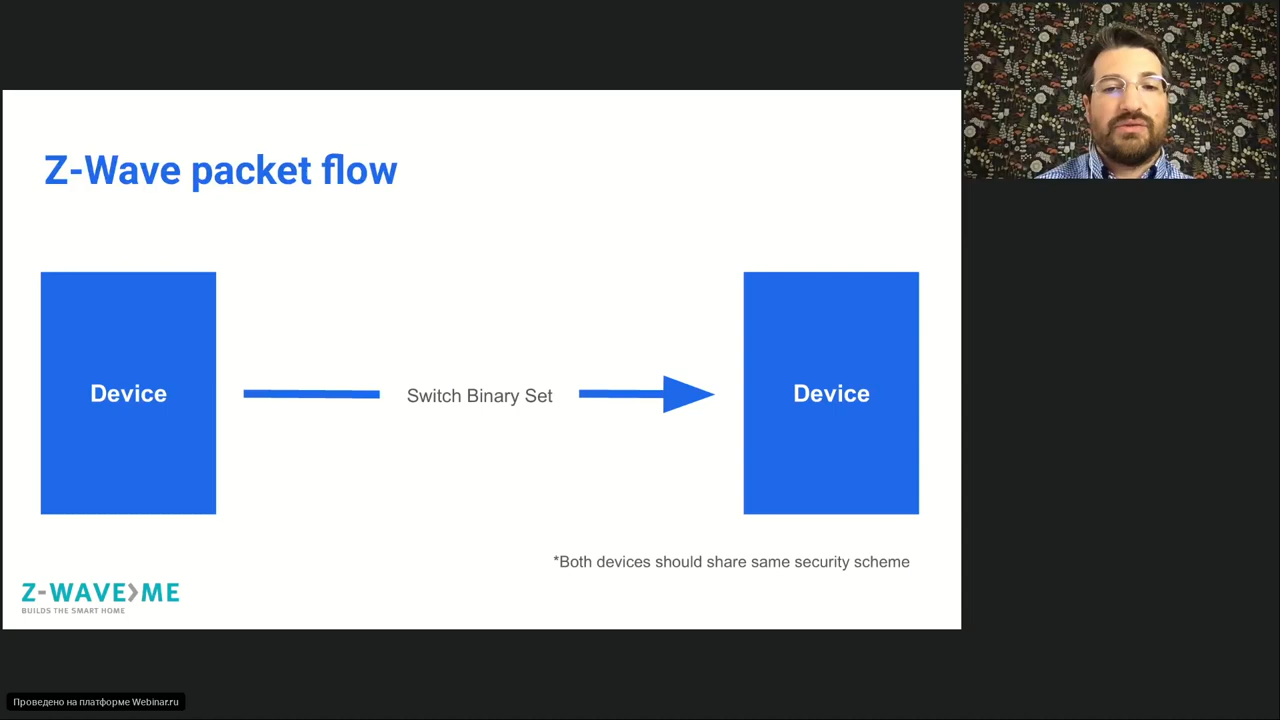 Z-Wave packet flow
Device
Switch Binary Set
Device
*Both devices should share same security scheme
Z-WAVE>ME
BUILDS THE SMART HOME
Проведено на платформе Webinar.ru